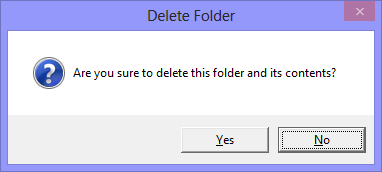 Delete Folder
Are you sure to delete this folder and its contents?
Yes
No